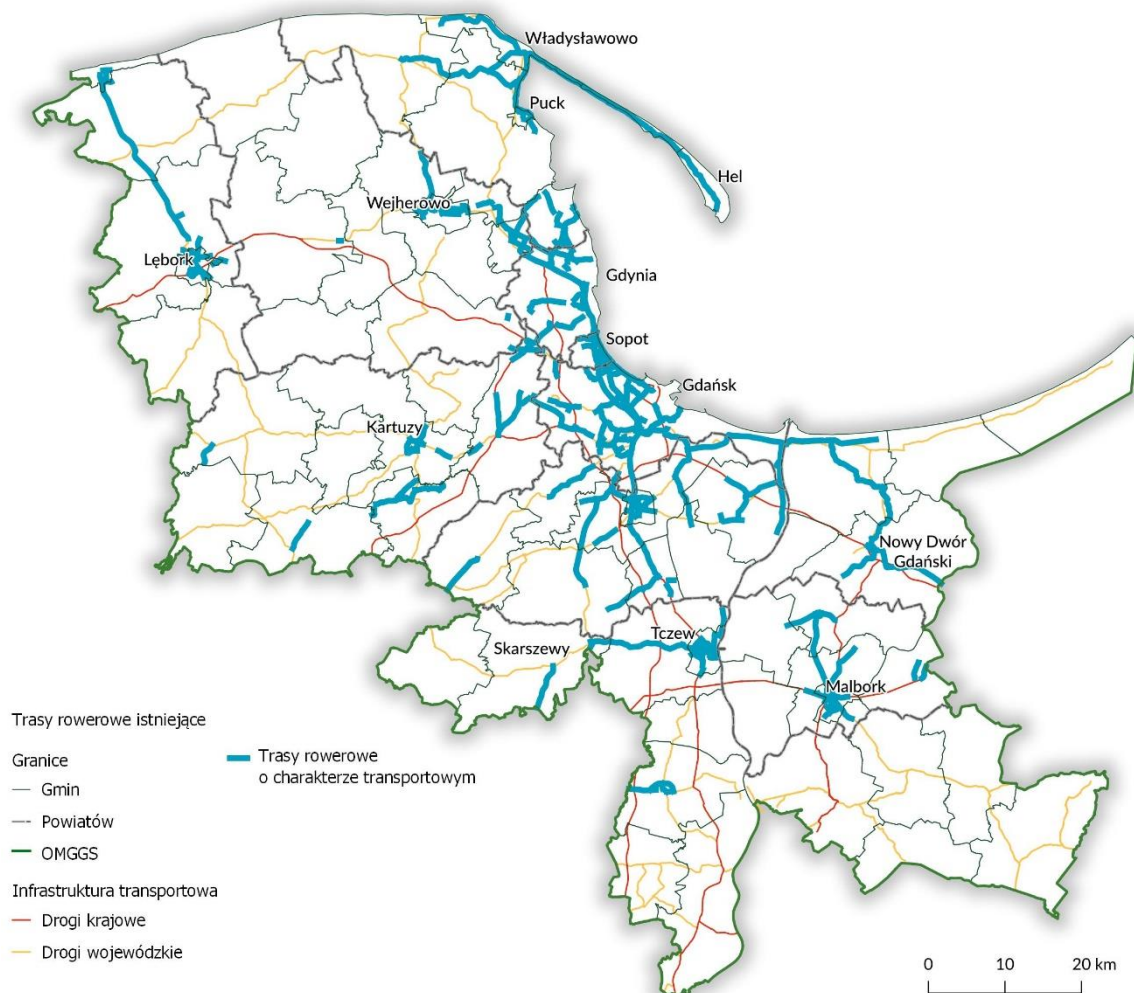 Władysławowo
Puck
Hel
Wejherowo
Lębork
Gdynia
Sopot
Gdańsk
Kartuzy
Nowy Dwór
Gdański
Skarszewy
Tczew
Malbork
Trasy rowerowe istniejące
Granice
Gmin
Powiatów
OMGGS
Infrastruktura transportowa
Drogi krajowe
Drogi wojewódzkie
Trasy rowerowe
o charakterze transportowym
0 10 20 km